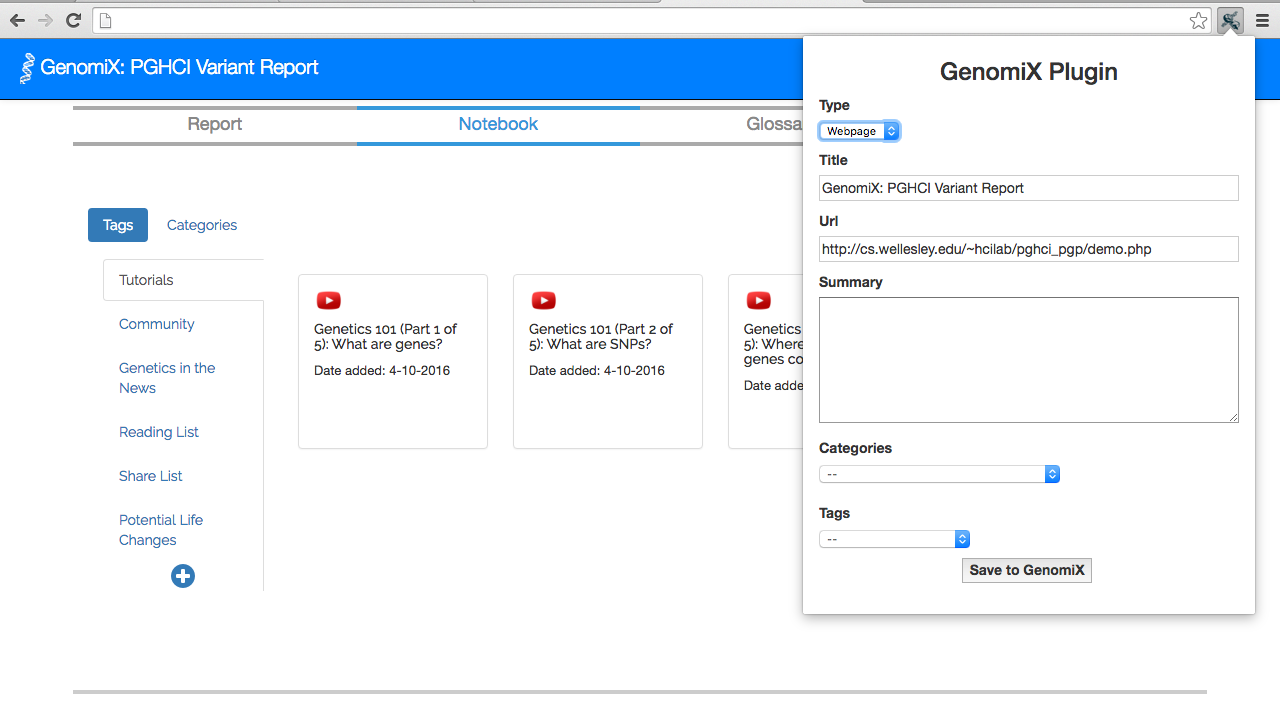 GenomiX: PGHCI Variant Report
Report
Notebook
Glossa
Tags
Categories
Tutorials
Community
Genetics in the
News
Reading List
Share List
Potential Life
Changes
Genetics 101 (Part 1 of
5): What are genes?
Date added: 4-10-2016
Genetics 101 (Part 2 of
5): What are SNPs?
Date added: 4-10-2016
Genetics
5): Where
genes co
Date adde
GenomiX Plugin
Type
Webpage
Title
GenomiX: PGHCI Variant Report
Url
http://cs.wellesley.edu/~hcilab/pghci_pgp/demo.php
Summary
Categories
--
Tags
--
Save to GenomiX